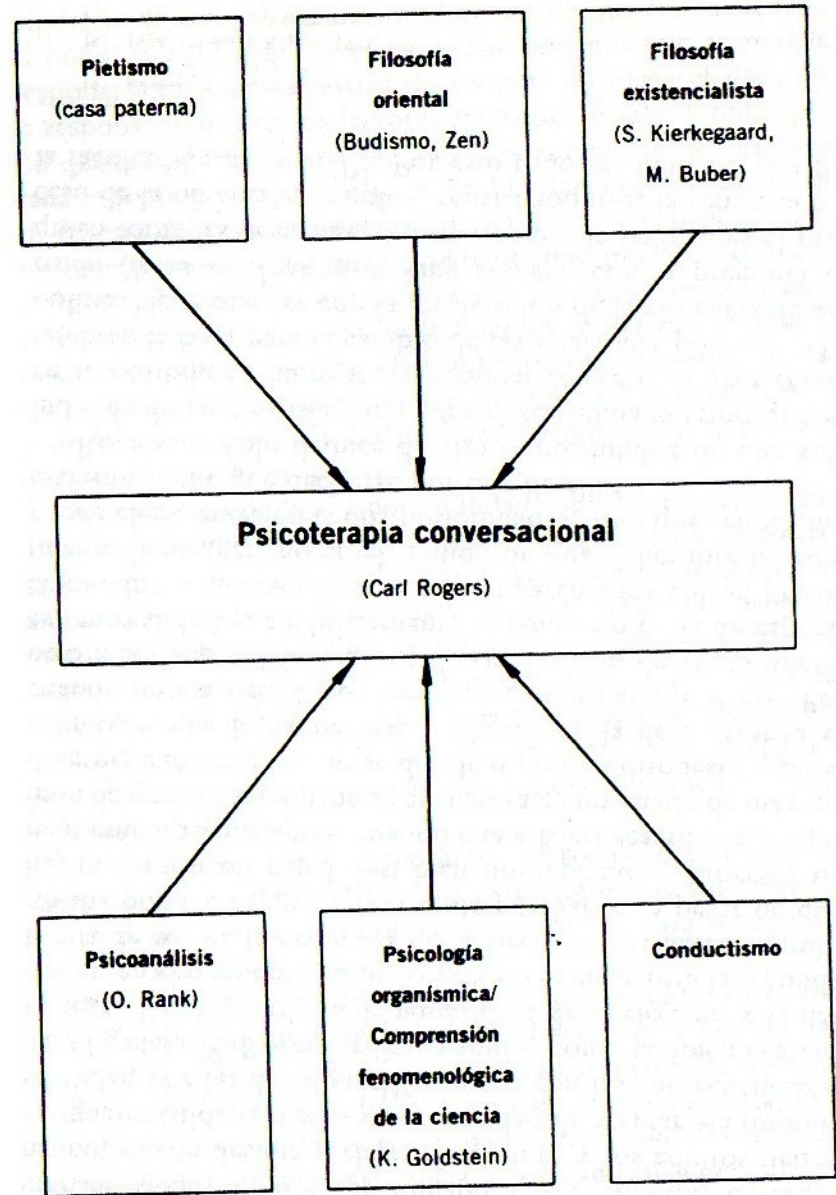 Pietismo
(casa paterna)
Filosofía
oriental
(Budismo, Zen)
Filosofía
existencialista
(S. Kierkegaard,
M. Buber)
Psicoterapia conversacional
(Carl Rogers)
Psicoanálisis
(O. Rank)
Psicología
organísmica/
Comprensión
fenomenológica
de la ciencia
(K. Goldstein)
Conductismo